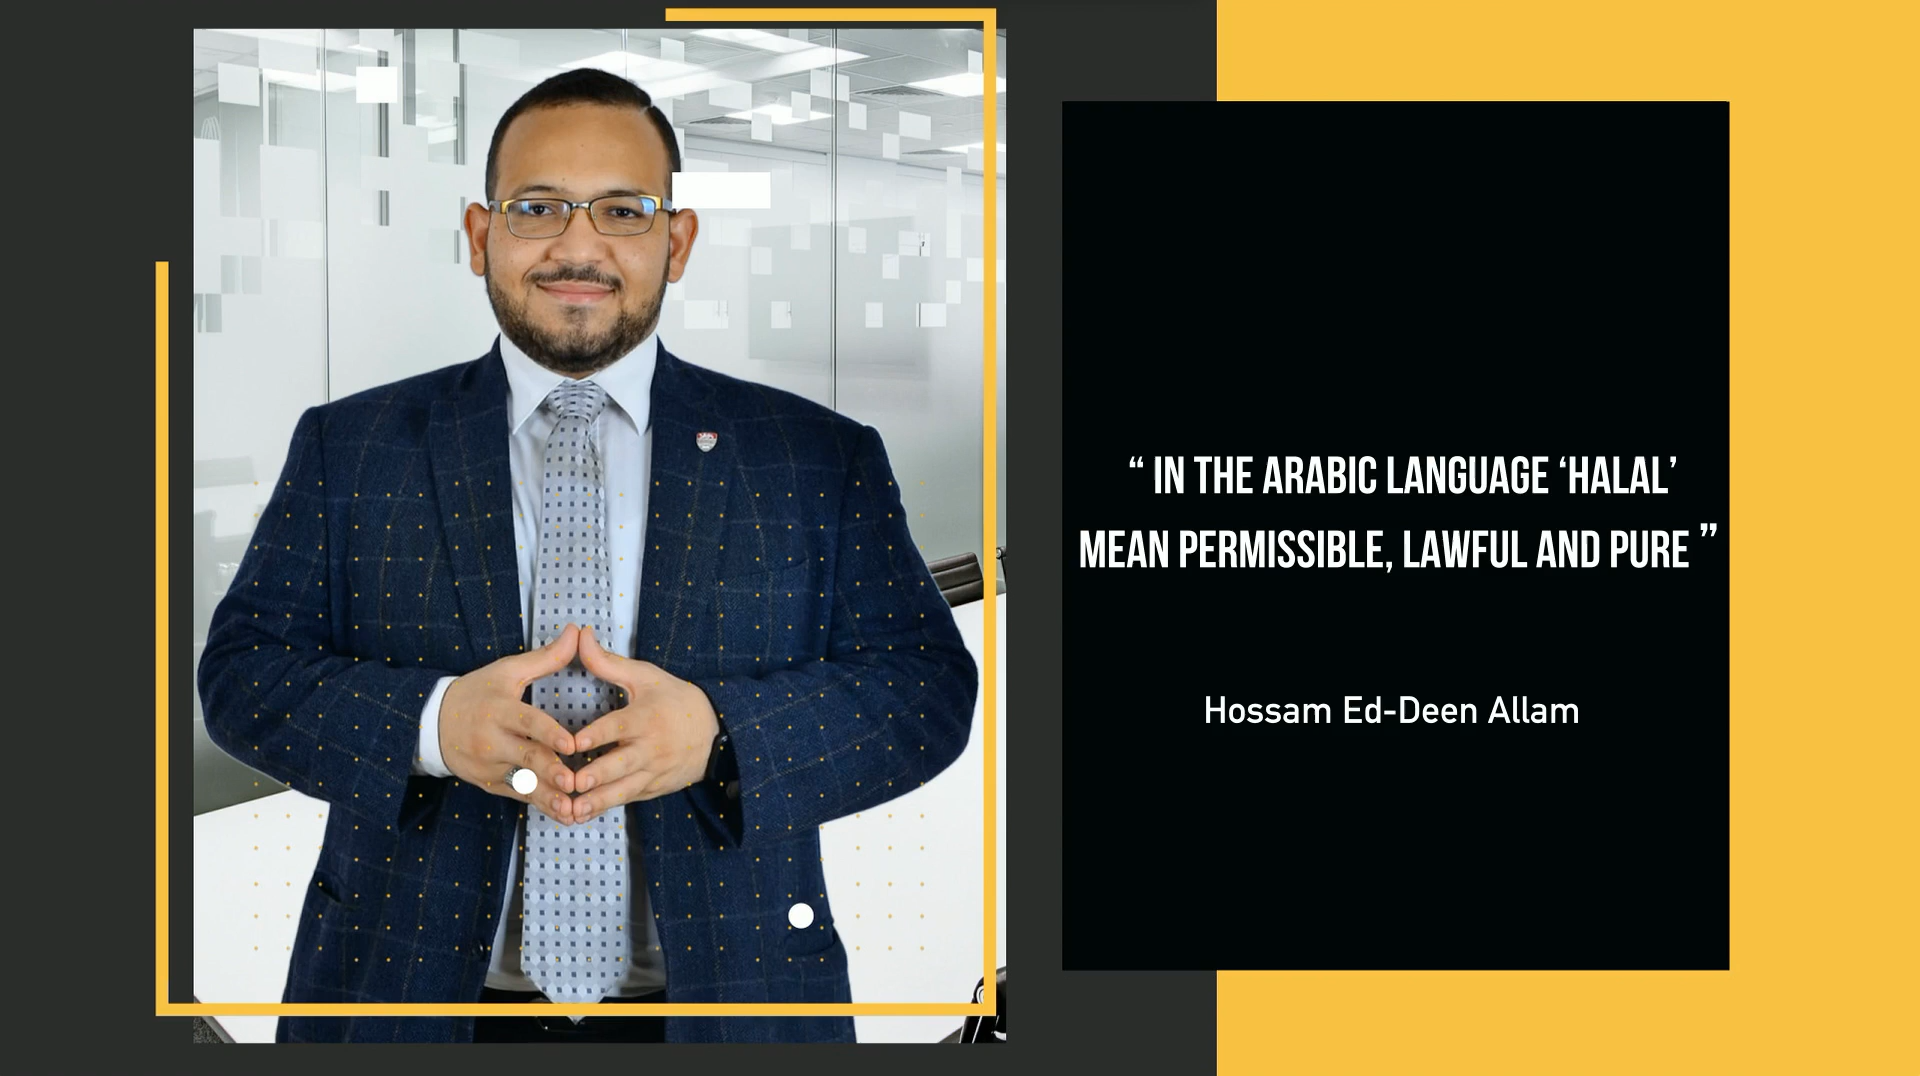 “ IN THE ARABIC LANGUAGE ‘HALAL’
MEAN PERMISSIBLE, LAWFUL AND PURE ”
Hossam Ed-Deen Allam